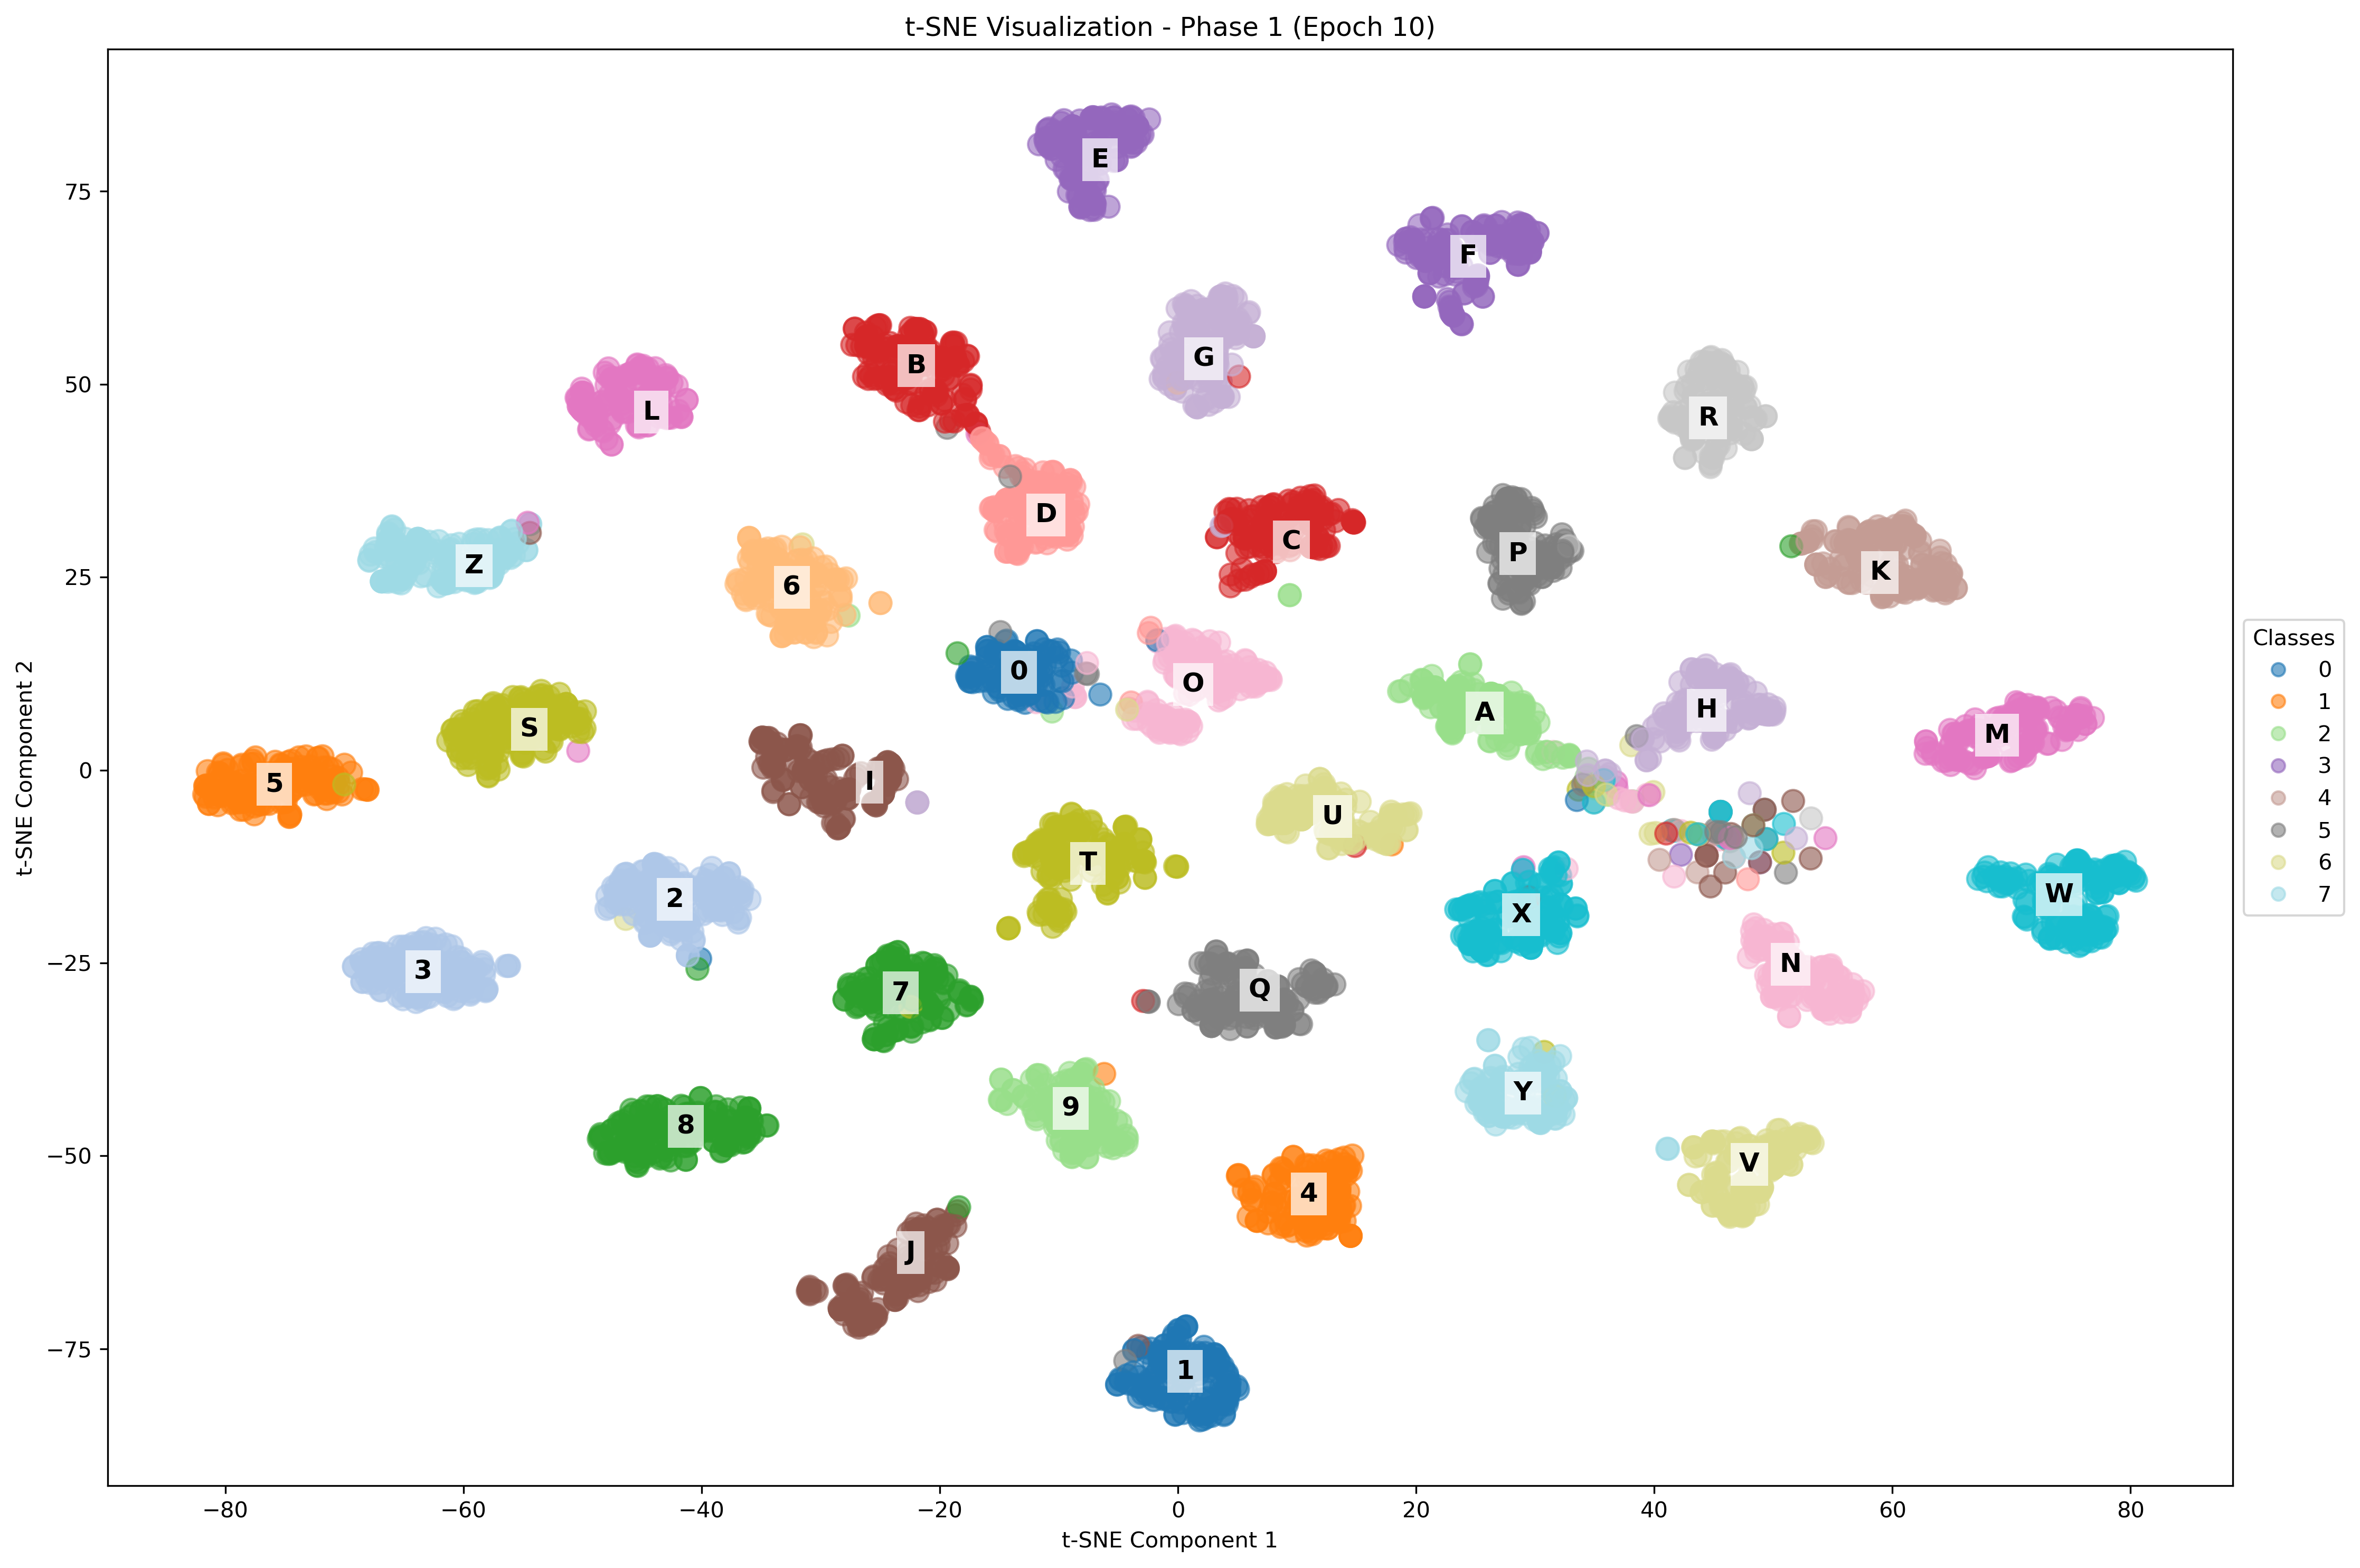 t-SNE Visualization - Phase 1 (Epoch 10)
t-SNE Component 2
75
50
25
0
−25
−50
−75
E
F
G
B
L
R
D
C
P
Z
K
6
0
O
A
H
S
M
5
I
U
T
2
X
W
3
7
Q
N
Y
9
8
V
4
J
1
Classes
0
1
2
3
4
5
6
7
−80 −60 −40 −20 0 20 40 60 80
t-SNE Component 1